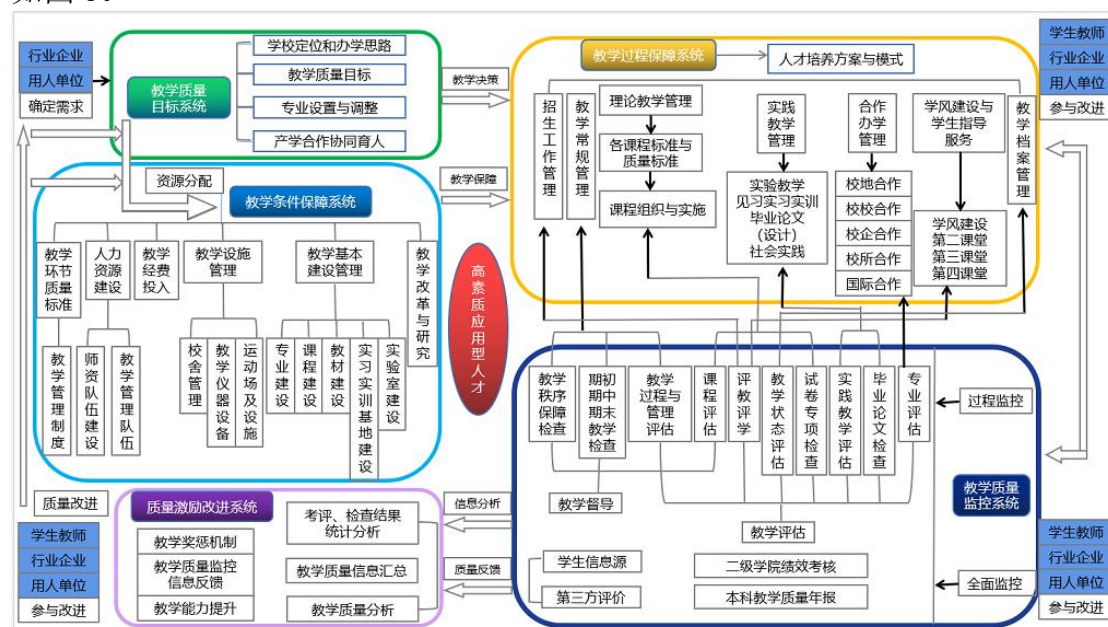 行业企业
用人单位
确定需求
教学质量
目标系统
学校定位和办学思路
教学质量目标
专业设置与调整
产学合作协同育人
教学决策
教学过程保障系统
人才培养方案与模式
招生工作管理
教学常规管理
理论教学管理
各课程标准与
质量标准
课程组织与实施
实践
教学
管理
实验教学
见习实习实训
毕业论文
(设计)
社会实践
合作
办学
管理
校地合作
校校合作
校企合作
校所合作
国际合作
学风建设与
学生指导
服务
学风建设
第二课堂
第三课堂
第四课堂
教学档案管理
学生教师
行业企业
用人单位
参与改进
资源分配
教学条件保障系统
教学保障
教学
环节
质量
标准
人力
资源
建设
教学
经费
投入
教学设施
管理
教学基本
建设管理
教学改革与研究
教学管理制度
师资队伍建设
教学管理队伍
校舍管理
教学仪器设备
运动场及设施
专业建设
课程建设
教材建设
实习实训基地建设
实验室建设
高素质应用型人才
教学
秩序
保障
检查
期初
期中
期末
教学
检查
教学
过程与
管理
评估
课程评估
评教评学
教学状态评估
试卷专项检查
实践教学评估
毕业论文检查
专业评估
过程监控
教学质量
监控系统
教学督导
教学评估
学生信息源
第三方评价
二级学院绩效考核
本科教学质量年报
全面监控
学生教师
行业企业
用人单位
参与改进
信息分析
质量反馈
质量改进
质量激励改进系统
教学奖惩机制
教学质量监控
信息反馈
教学能力提升
考评、检查结果
统计分析
教学质量信息汇总
教学质量分析
学生教师
行业企业
用人单位
参与改进